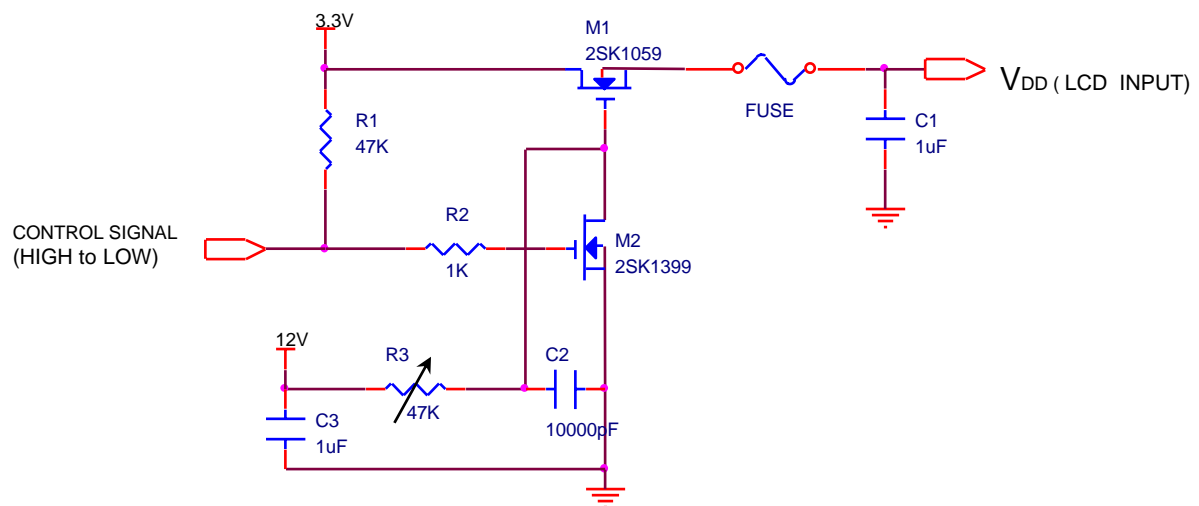 3.3V
M1
2SK1059
FUSE
VDD ( LCD INPUT)
R1
47K
C1
1uF
CONTROL SIGNAL
(HIGH to LOW)
R2
1K
M2
2SK1399
12V
R3
47K
C2
10000pF
C3
1uF